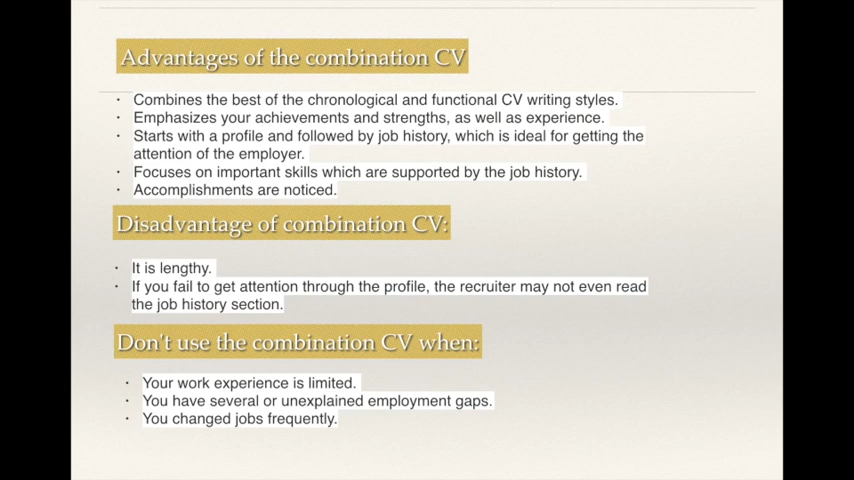 Advantages of the combination CV
· Combines the best of the chronological and functional CV writing styles.
· Emphasizes your achievements and strengths, as well as experience.
· Starts with a profile and followed by job history, which is ideal for getting the
attention of the employer.
· Focuses on important skills which are supported by the job history.
· Accomplishments are noticed.
Disadvantage of combination CV:
· It is lengthy.
· If you fail to get attention through the profile, the recruiter may not even read
the job history section.
Don't use the combination CV when:
· Your work experience is limited.
· You have several or unexplained employment gaps.
· You changed jobs frequently.